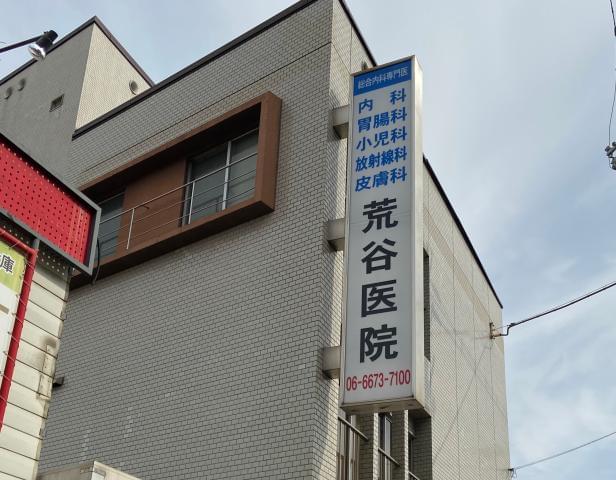 総合内科専門医
内科
胃腸科
小児科
放射線科
皮膚科
荒谷医院
06-6673-7100
庫